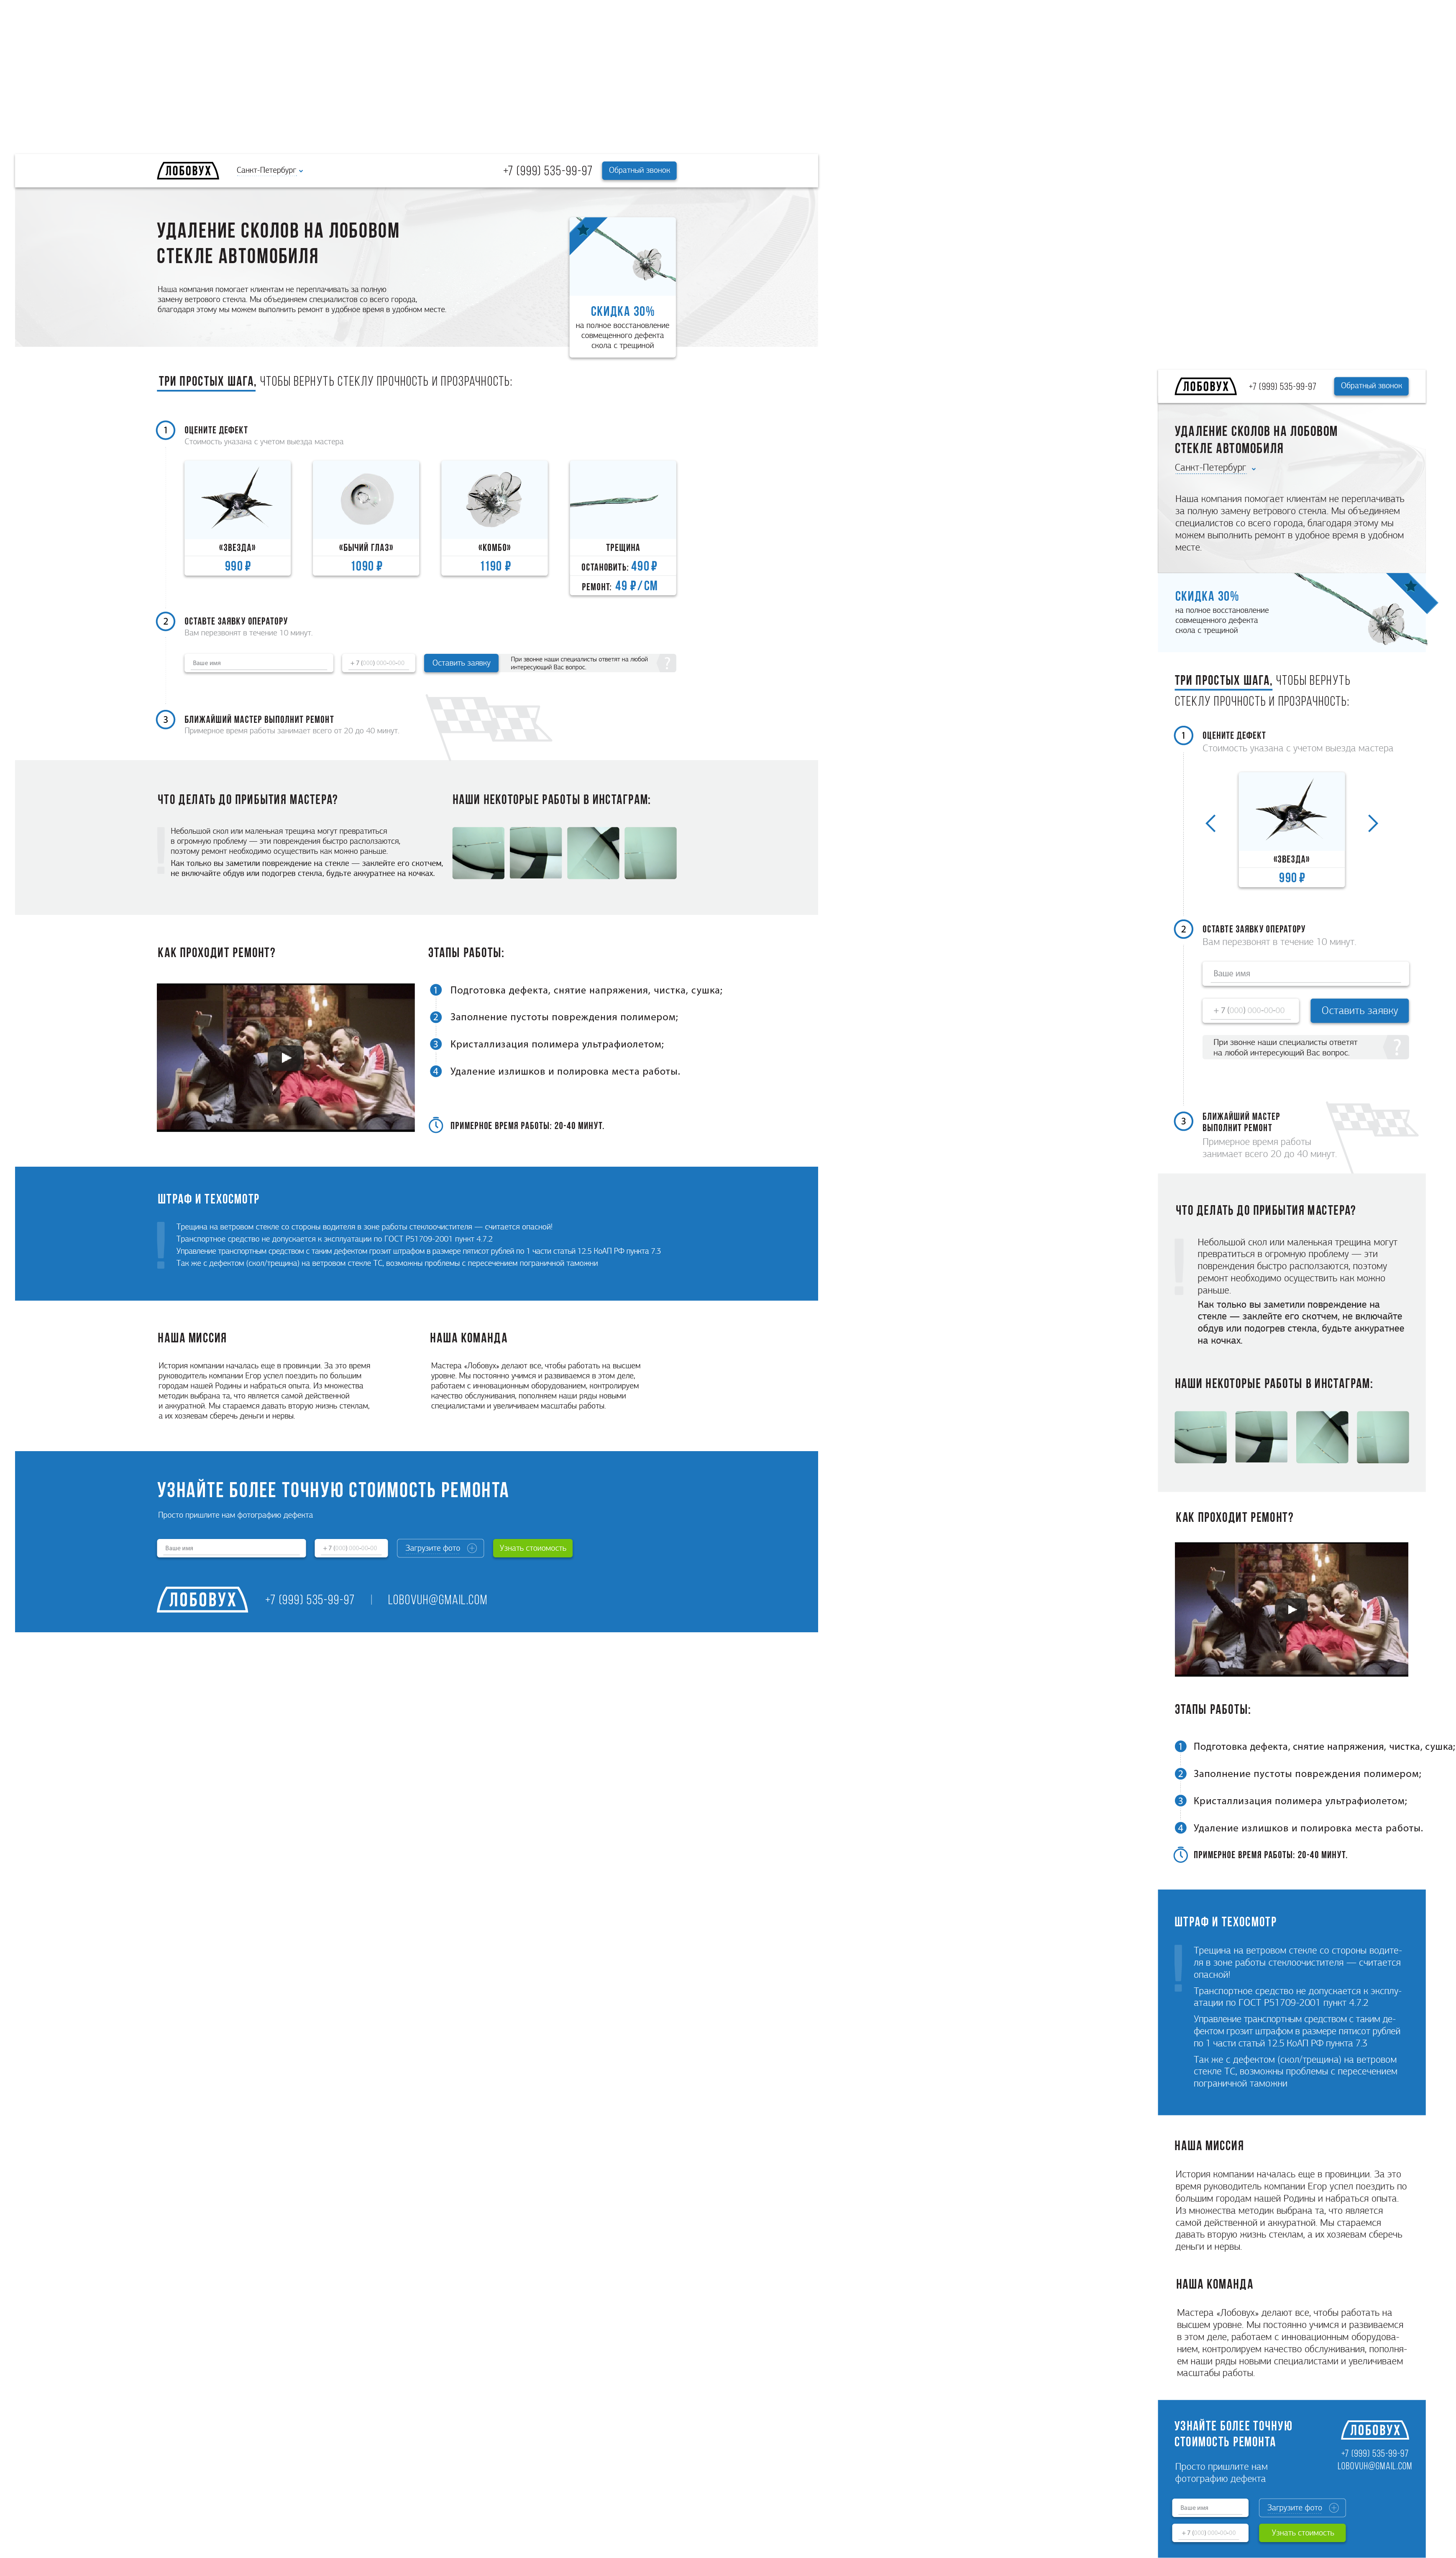 ЛОБОВУХ
Санкт-Петербург
+7 (999) 535-99-97
Обратный звонок
УДАЛЕНИЕ СКОЛОВ НА ЛОБОВОМ
СТЕКЛЕ АВТОМОБИЛЯ
Наша компания помогает клиентам не переплачивать за полную
замену ветрового стекла. Мы объединяем специалистов со всего города,
благодаря этому мы можем выполнить ремонт в удобное время в удобном месте.
СКИДКА 30%
на полное восстановление
совмещенного дефекта
скола с трещиной
ТРИ ПРОСТЫХ ШАГА, ЧТОБЫ ВЕРНУТЬ СТЕКЛУ ПРОЧНОСТЬ И ПРОЗРАЧНОСТЬ:
1
ОЦЕНИТЕ ДЕФЕКТ
Стоимость указана с учетом выезда мастера
«ЗВЕЗДА»
990 ₽
«БЫЧИЙ ГЛАЗ»
1090 ₽
«КОМБО»
1190 ₽
ТРЕЩИНА
ОСТАНОВИТЬ: 490 ₽
РЕМОНТ: 49 ₽/СМ
2
ОСТАВТЕ ЗАЯВКУ ОПЕРАТОРУ
Вам перезвонят в течение 10 минут.
Ваше имя
+ 7 (000) 000-00-00
Оставить заявку
При звонке наши специалисты ответят на любой
интересующий Вас вопрос.
?
3
БЛИЖАЙШИЙ МАСТЕР ВЫПОЛНИТ РЕМОНТ
Примерное время работы занимает всего от 20 до 40 минут.
ЧТО ДЕЛАТЬ ДО ПРИБЫТИЯ МАСТЕРА?
!
Небольшой скол или маленькая трещина могут превратиться
в огромную проблему — эти повреждения быстро расползаются,
поэтому ремонт необходимо осуществить как можно раньше.
Как только вы заметили повреждение на стекле — заклейте его скотчем,
не включайте обдув или подогрев стекла, будьте аккуратнее на кочках.
НАШИ НЕКОТОРЫЕ РАБОТЫ В ИНСТАГРАМ:
КАК ПРОХОДИТ РЕМОНТ?
ЭТАПЫ РАБОТЫ:
1 Подготовка дефекта, снятие напряжения, чистка, сушка;
2 Заполнение пустоты повреждения полимером;
3 Кристаллизация полимера ультрафиолетом;
4 Удаление излишков и полировка места работы.
ПРИМЕРНОЕ ВРЕМЯ РАБОТЫ: 20-40 МИНУТ.
ШТРАФ И ТЕХОСМОТР
!
Трещина на ветровом стекле со стороны водителя в зоне работы стеклоочистителя — считается опасной!
Транспортное средство не допускается к эксплуатации по ГОСТ Р51709-2001 пункт 4.7.2
Управление транспортным средством с таким дефектом грозит штрафом в размере пятисот рублей по 1 части статьй 12.5 КоАП РФ пункта 7.3
Так же с дефектом (скол/трещина) на ветровом стекле ТС, возможны проблемы с пересечением пограничной таможни
НАША МИССИЯ
История компании началась еще в провинции. За это время
руководитель компании Егор успел поездить по большим
городам нашей Родины и набраться опыта. Из множества
методик выбрана та, что является самой действенной
и аккуратной. Мы стараемся давать вторую жизнь стеклам,
а их хозяевам сберечь деньги и нервы.
НАША КОМАНДА
Мастера «Лобовух» делают все, чтобы работать на высшем
уровне. Мы постоянно учимся и развиваемся в этом деле,
работаем с инновационным оборудованием, контролируем
качество обслуживания, пополняем наши ряды новыми
специалистами и увеличиваем масштабы работы.
УЗНАЙТЕ БОЛЕЕ ТОЧНУЮ СТОИМОСТЬ РЕМОНТА
Просто пришлите нам фотографию дефекта
Ваше имя
+ 7 (000) 000-00-00
Загрузите фото
Узнать стоиомость
ЛОБОВУХ
+7 (999) 535-99-97 | LOBOVUH@GMAIL.COM
ЛОБОВУХ
+7 (999) 535-99-97
Обратный звонок
УДАЛЕНИЕ СКОЛОВ НА ЛОБОВОМ
СТЕКЛЕ АВТОМОБИЛЯ
Санкт-Петербург
Наша компания помогает клиентам не переплачивать
за полную замену ветрового стекла. Мы объединяем
специалистов со всего города, благодаря этому мы
можем выполнить ремонт в удобное время в удобном
месте.
СКИДКА 30%
на полное восстановление
совмещенного дефекта
скола с трещиной
ТРИ ПРОСТЫХ ШАГА, ЧТОБЫ ВЕРНУТЬ
СТЕКЛУ ПРОЧНОСТЬ И ПРОЗРАЧНОСТЬ:
1
ОЦЕНИТЕ ДЕФЕКТ
Стоимость указана с учетом выезда мастера
«ЗВЕЗДА»
990 ₽
2
ОСТАВТЕ ЗАЯВКУ ОПЕРАТОРУ
Вам перезвонят в течение 10 минут.
Ваше имя
+ 7 (000) 000-00-00
Оставить заявку
При звонке наши специалисты ответят
на любой интересующий Вас вопрос.
?
3
БЛИЖАЙШИЙ МАСТЕР
ВЫПОЛНИТ РЕМОНТ
Примерное время работы
занимает всего 20 до 40 минут.
ЧТО ДЕЛАТЬ ДО ПРИБЫТИЯ МАСТЕРА?
!
Небольшой скол или маленькая трещина могут
превратиться в огромную проблему — эти
повреждения быстро расползаются, поэтому
ремонт необходимо осуществить как можно
раньше.
Как только вы заметили повреждение на
стекле — заклейте его скотчем, не включайте
обдув или подогрев стекла, будьте аккуратнее
на кочках.
НАШИ НЕКОТОРЫЕ РАБОТЫ В ИНСТАГРАМ:
КАК ПРОХОДИТ РЕМОНТ?
ЭТАПЫ РАБОТЫ:
1 Подготовка дефекта, снятие напряжения, чистка, сушка;
2 Заполнение пустоты повреждения полимером;
3 Кристаллизация полимера ультрафиолетом;
4 Удаление излишков и полировка места работы.
ПРИМЕРНОЕ ВРЕМЯ РАБОТЫ: 20-40 МИНУТ.
ШТРАФ И ТЕХОСМОТР
!
Трещина на ветровом стекле со стороны водите-
ля в зоне работы стеклоочистителя — считается
опасной!
Транспортное средство не допускается к эксплу-
атации по ГОСТ Р51709-2001 пункт 4.7.2
Управление транспортным средством с таким де-
фектом грозит штрафом в размере пятисот рублей
по 1 части статьй 12.5 КоАП РФ пункта 7.3
Так же с дефектом (скол/трещина) на ветровом
стекле ТС, возможны проблемы с пересечением
пограничной таможни
НАША МИССИЯ
История компании началась еще в провинции. За это
время руководитель компании Егор успел поездить по
большим городам нашей Родины и набраться опыта.
Из множества методик выбрана та, что является
самой действенной и аккуратной. Мы стараемся
давать вторую жизнь стеклам, а их хозяевам сберечь
деньги и нервы.
НАША КОМАНДА
Мастера «Лобовух» делают все, чтобы работать на
высшем уровне. Мы постоянно учимся и развиваемся
в этом деле, работаем с инновационным оборудова-
нием, контролируем качество обслуживания, пополня-
ем наши ряды новыми специалистами и увеличиваем
масштабы работы.
УЗНАЙТЕ БОЛЕЕ ТОЧНУЮ
СТОИМОСТЬ РЕМОНТА
Просто пришлите нам
фотографию дефекта
ЛОБОВУХ
+7 (999) 535-99-97
LOBOVUH@GMAIL.COM
Ваше имя
Загрузите фото
+ 7 (000) 000-00-00
Узнать стоимость